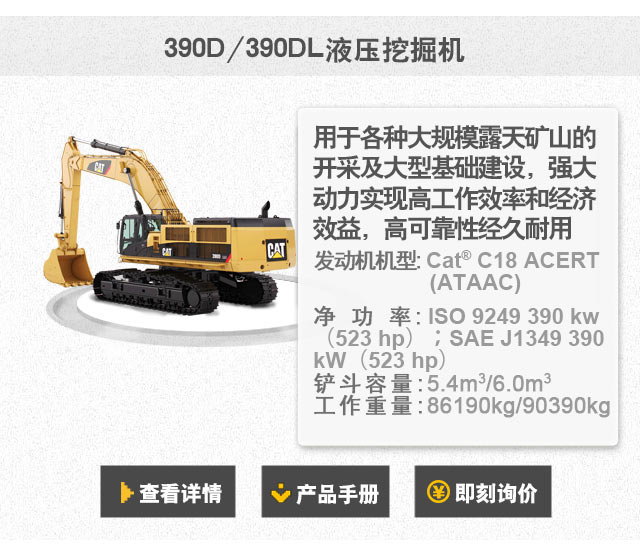 390D/390DL液压挖掘机
用于各种大规模露天矿山的
开采及大型基础建设，强大
动力实现高工作效率和经济
效益，高可靠性经久耐用
发动机机型: Cat® C18 ACERT
(ATAAC)
净 功 率: ISO 9249 390 kw
（523 hp）；SAE J1349 390
kW（523 hp）
铲斗容量: 5.4m³/6.0m³
工作重量: 86190kg/90390kg
CAT
CAT
CAT
390D
查看详情
产品手册
即刻询价